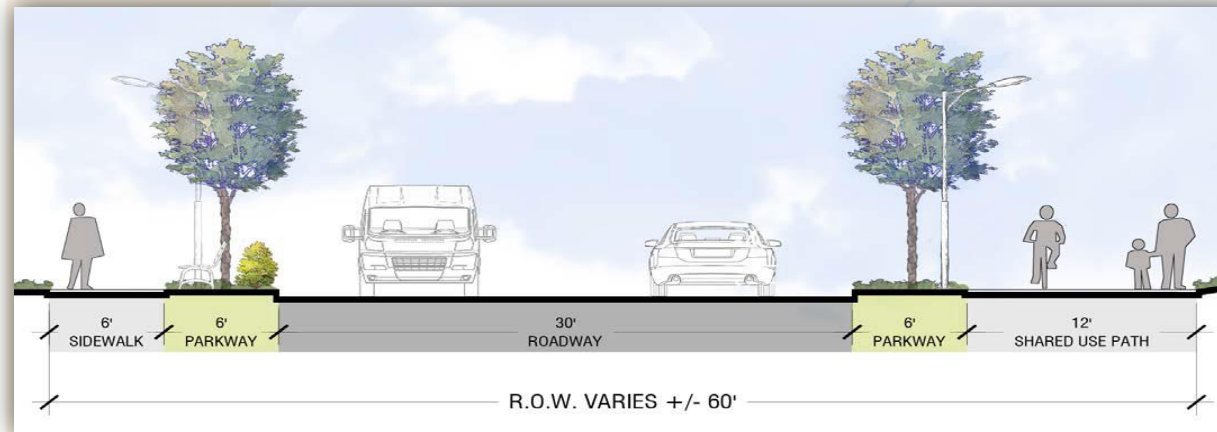 6'
SIDEWALK
6'
PARKWAY
30'
ROADWAY
6'
PARKWAY
12'
SHARED USE PATH
R.O.W. VARIES +/- 60'